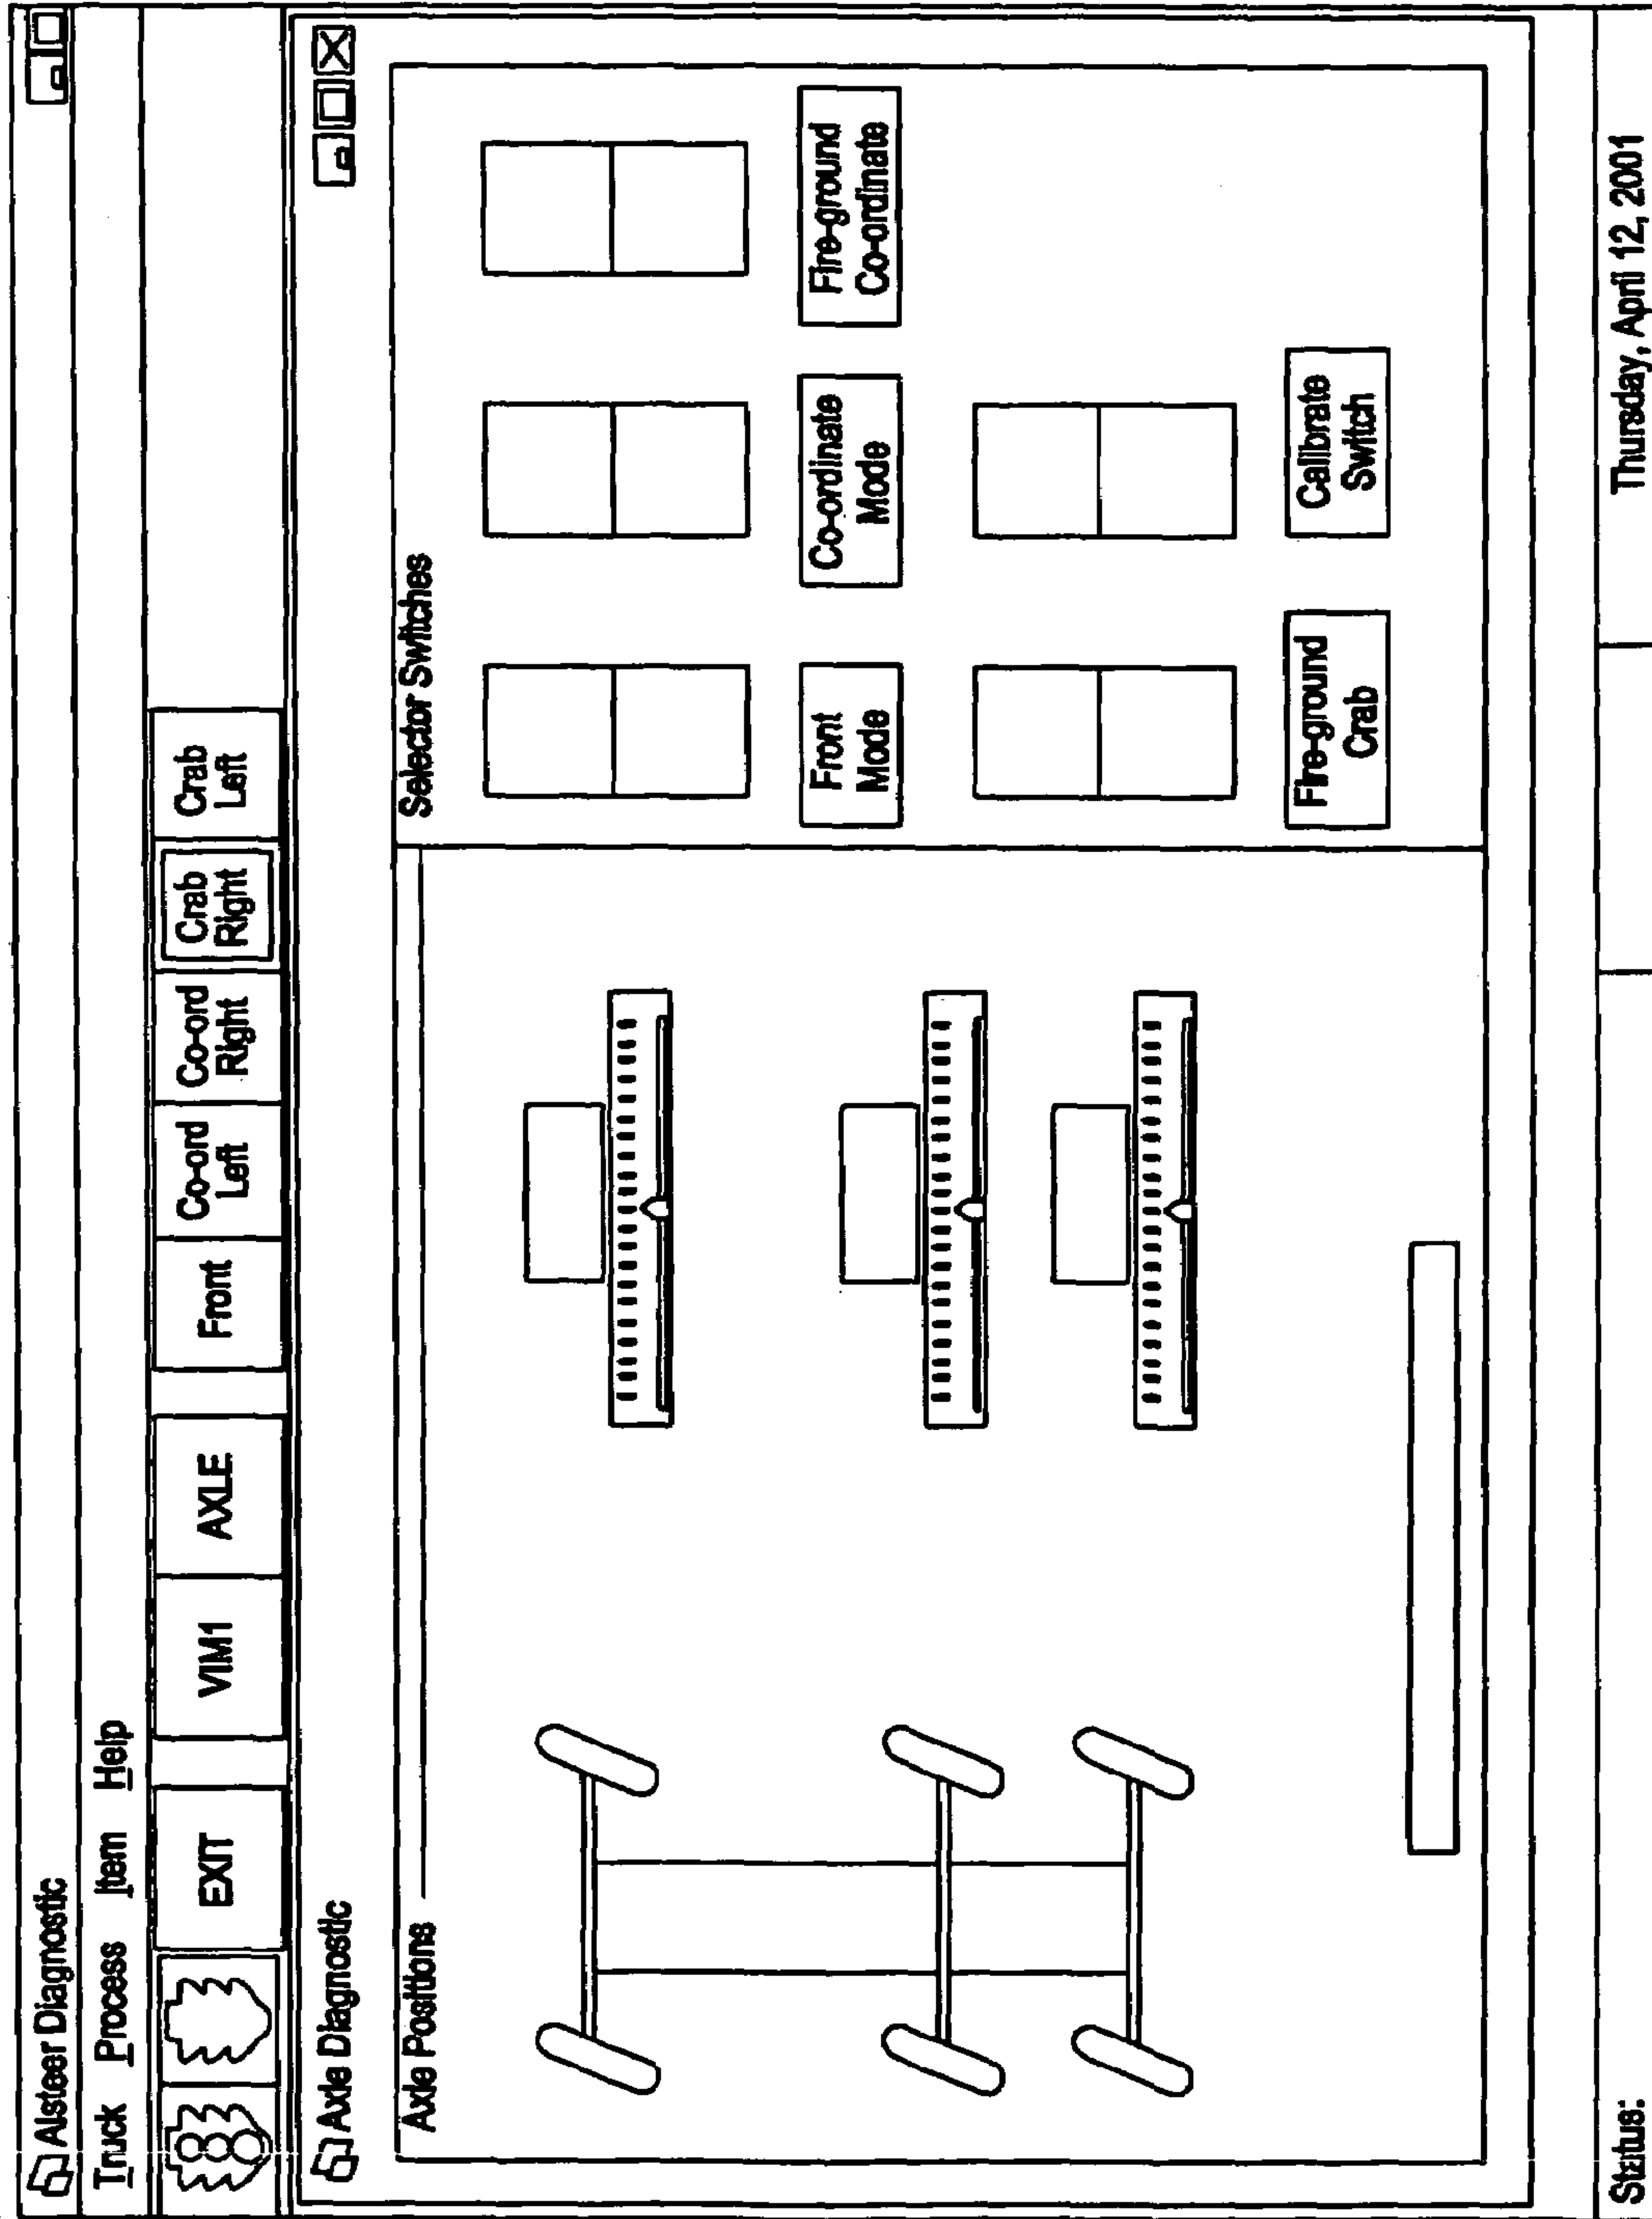 Alsteer Diagnostic
Truck Process Item Help
EXIT
VIM1
AXLE
Front
Co-ord
Left
Co-ord
Right
Crab
Right
Crab
Left
Axle Diagnostic
Axle Positions
Selector Switches
Front
Mode
Co-ordinate
Mode
Fire-ground
Co-ordinate
Fire-ground
Crab
Calibrate
Switch
Status:
Thursday, April 12, 2001